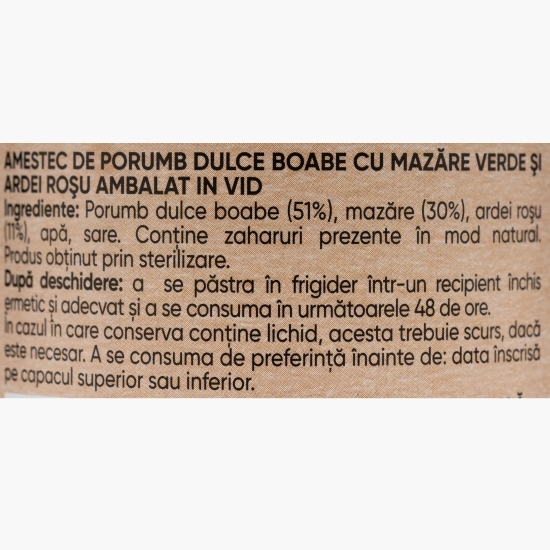 AMESTEC DE PORUMB DULCE BOABE CU MAZĂRE VERDE ȘI
ARDEI ROȘU AMBALAT IN VID
Ingrediente: Porumb dulce boabe (51%), mazăre (30%), ardei roșu
(11%), apă, sare. Conține zaharuri prezente în mod natural.
Produs obținut prin sterilizare.
După deschidere: a se păstra în frigider într-un recipient închis
ermetic și adecvat și a se consuma în următoarele 48 de ore.
În cazul în care conserva conține lichid, acesta trebuie scurs, dacă
este necesar. A se consuma de preferință înainte de: data înscrisă
pe capacul superior sau inferior.